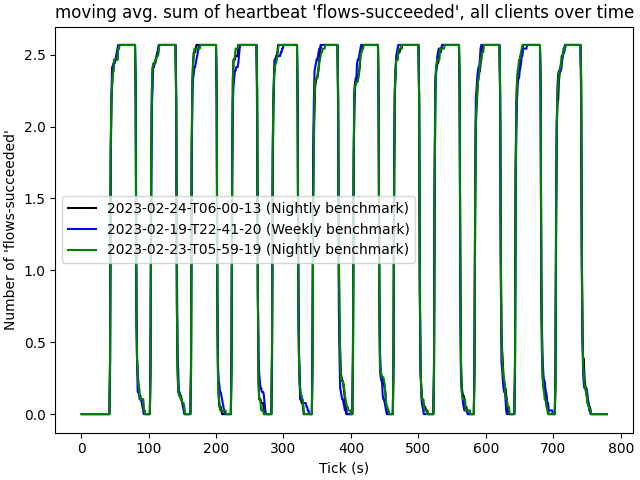 moving avg. sum of heartbeat 'flows-succeeded', all clients over time
Number of 'flows-succeeded'
2.5
2.0
1.5
1.0
0.5
0.0
2023-02-24-T06-00-13 (Nightly benchmark)
2023-02-19-T22-41-20 (Weekly benchmark)
2023-02-23-T05-59-19 (Nightly benchmark)
0 100 200 300 400 500 600 700 800
Tick (s)